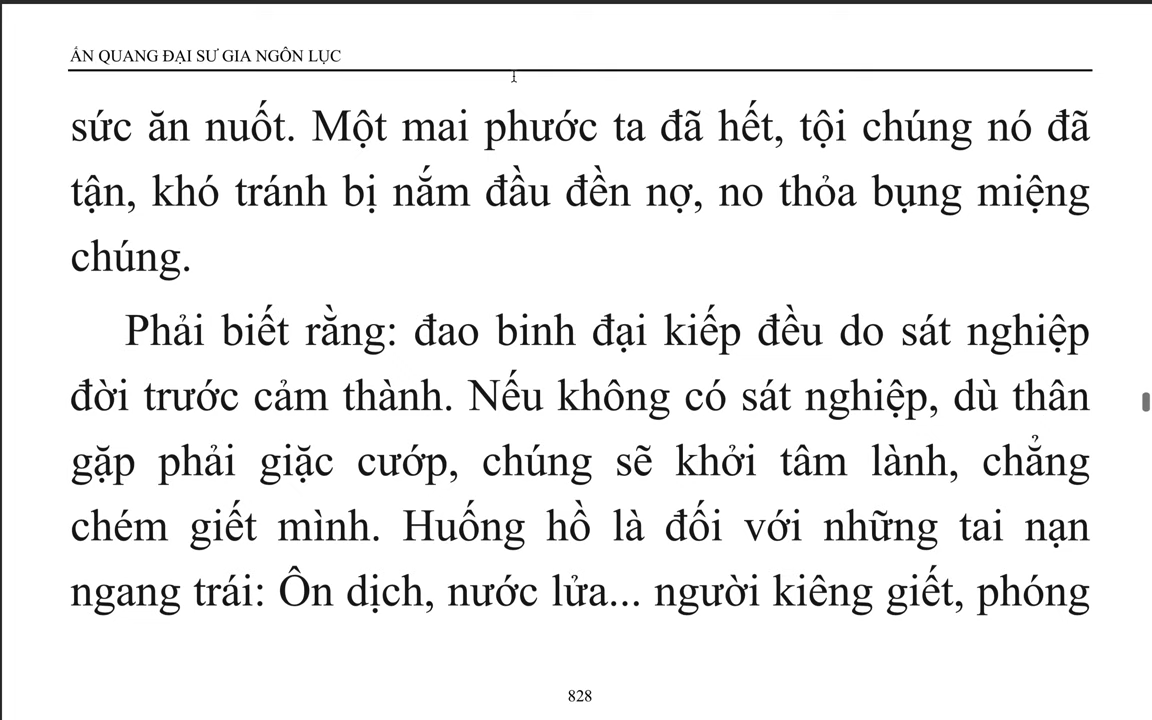 ẤN QUANG ĐẠI SƯ GIA NGÔN LỤC
sức ăn nuốt. Một mai phước ta đã hết, tội chúng nó đã
tận, khó tránh bị nắm đầu đền nợ, no thỏa bụng miệng
chúng.
Phải biết rằng: đao binh đại kiếp đều do sát nghiệp
đời trước cảm thành. Nếu không có sát nghiệp, dù thân
gặp phải giặc cướp, chúng sẽ khởi tâm lành, chẳng
chém giết mình. Huống hồ là đối với những tai nạn
ngang trái: Ôn dịch, nước lửa... người kiêng giết, phóng
828